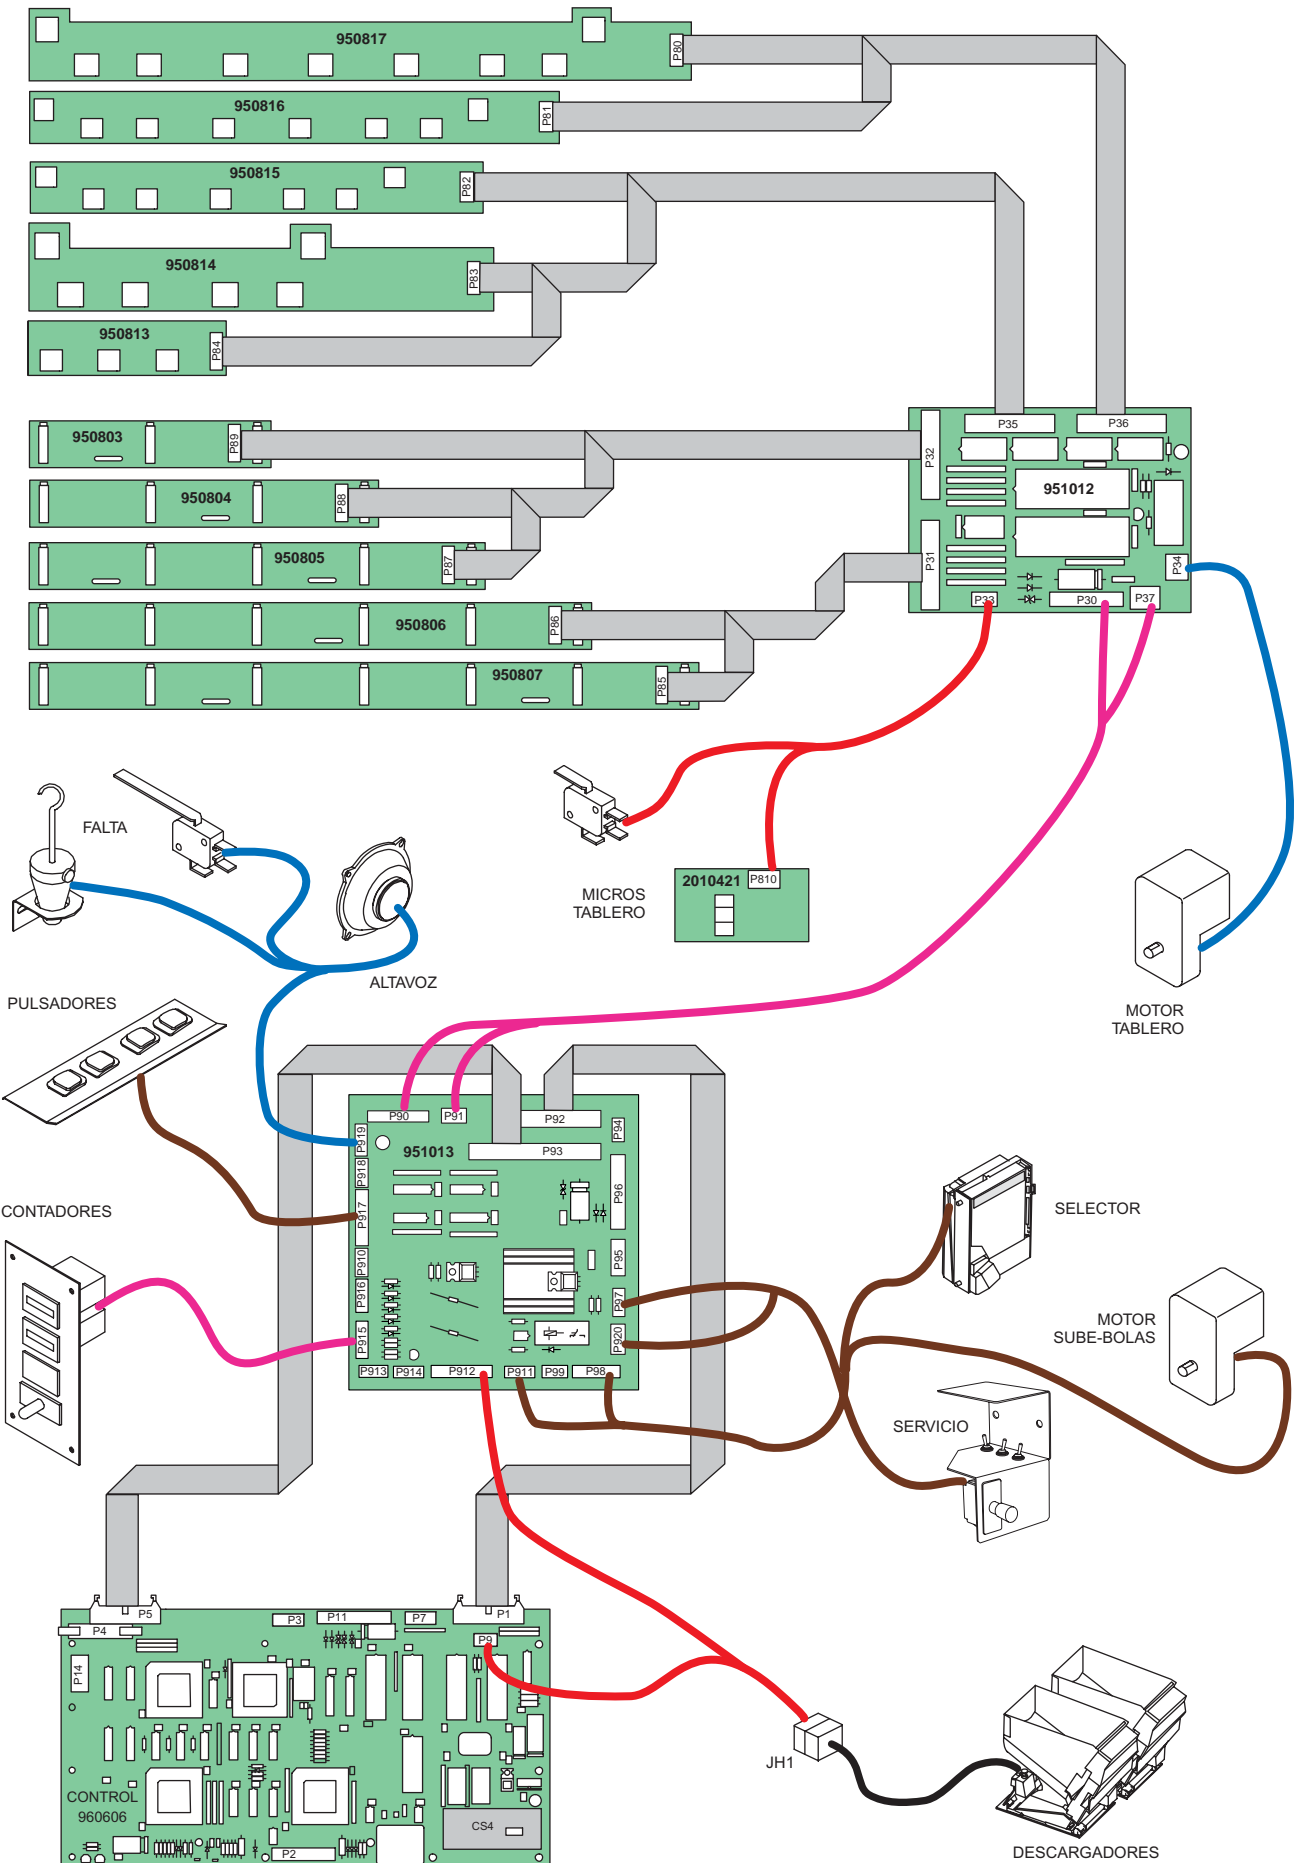 950817
P80
950816
P81
950815
P82
950814
P83
950813
P84
950803
P89
950804
P88
950805
P87
950806
P86
950807
P85
P35
P36
P32
951012
P31
P34
P33
P30
P37
FALTA
ALTAVOZ
MICROS
TABLERO
2010421
P810
MOTOR
TABLERO
PULSADORES
CONTADORES
P90
P91
P92
P94
P919
951013
P93
P918
P96
P917
P910
P95
P916
P97
P915
P920
P913
P914
P912
P911
P99
P98
SELECTOR
MOTOR
SUBE-BOLAS
SERVICIO
P5
P4
P3
P11
P7
P1
P9
P14
CONTROL
960606
CS4
P2
JH1
DESCARGADORES